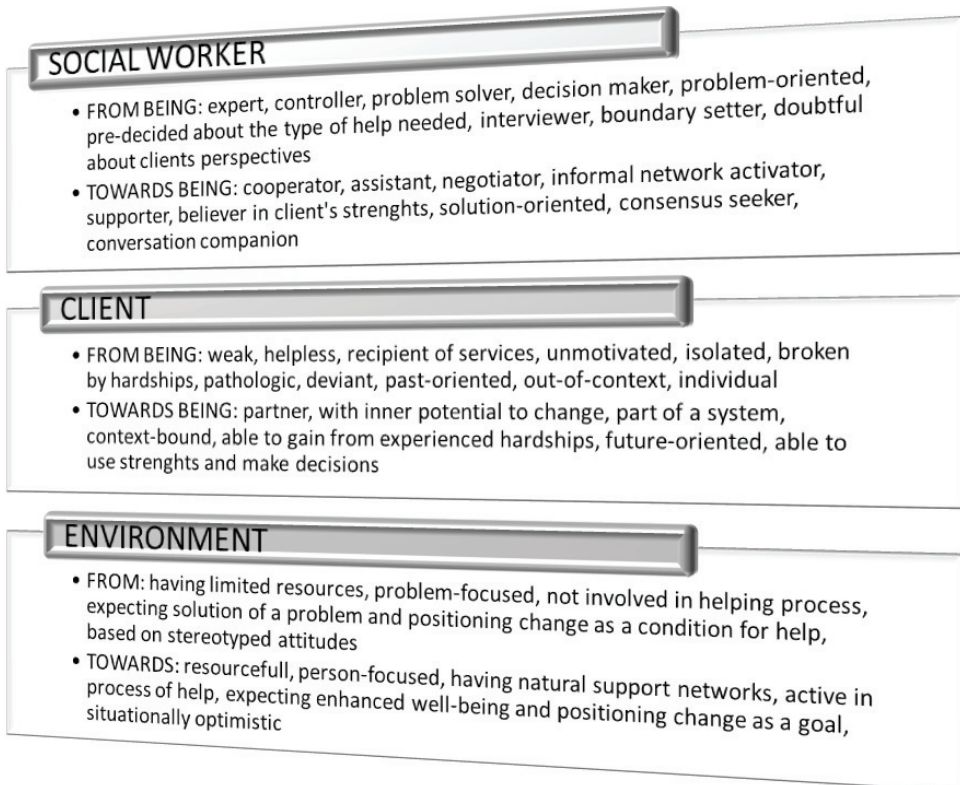 SOCIAL WORKER
• FROM BEING: expert, controller, problem solver, decision maker, problem-oriented,
pre-decided about the type of help needed, interviewer, boundary setter, doubtful
about clients perspectives
• TOWARDS BEING: cooperator, assistant, negotiator, informal network activator,
supporter, believer in client's strenghts, solution-oriented, consensus seeker,
conversation companion
CLIENT
• FROM BEING: weak, helpless, recipient of services, unmotivated, isolated, broken
by hardships, pathologic, deviant, past-oriented, out-of-context, individual
• TOWARDS BEING: partner, with inner potential to change, part of a system,
context-bound, able to gain from experienced hardships, future-oriented, able to
use strenghts and make decisions
ENVIRONMENT
• FROM: having limited resources, problem-focused, not involved in helping process,
expecting solution of a problem and positioning change as a condition for help,
based on stereotyped attitudes
• TOWARDS: resourcefull, person-focused, having natural support networks, active in
process of help, expecting enhanced well-being and positioning change as a goal,
situationally optimistic